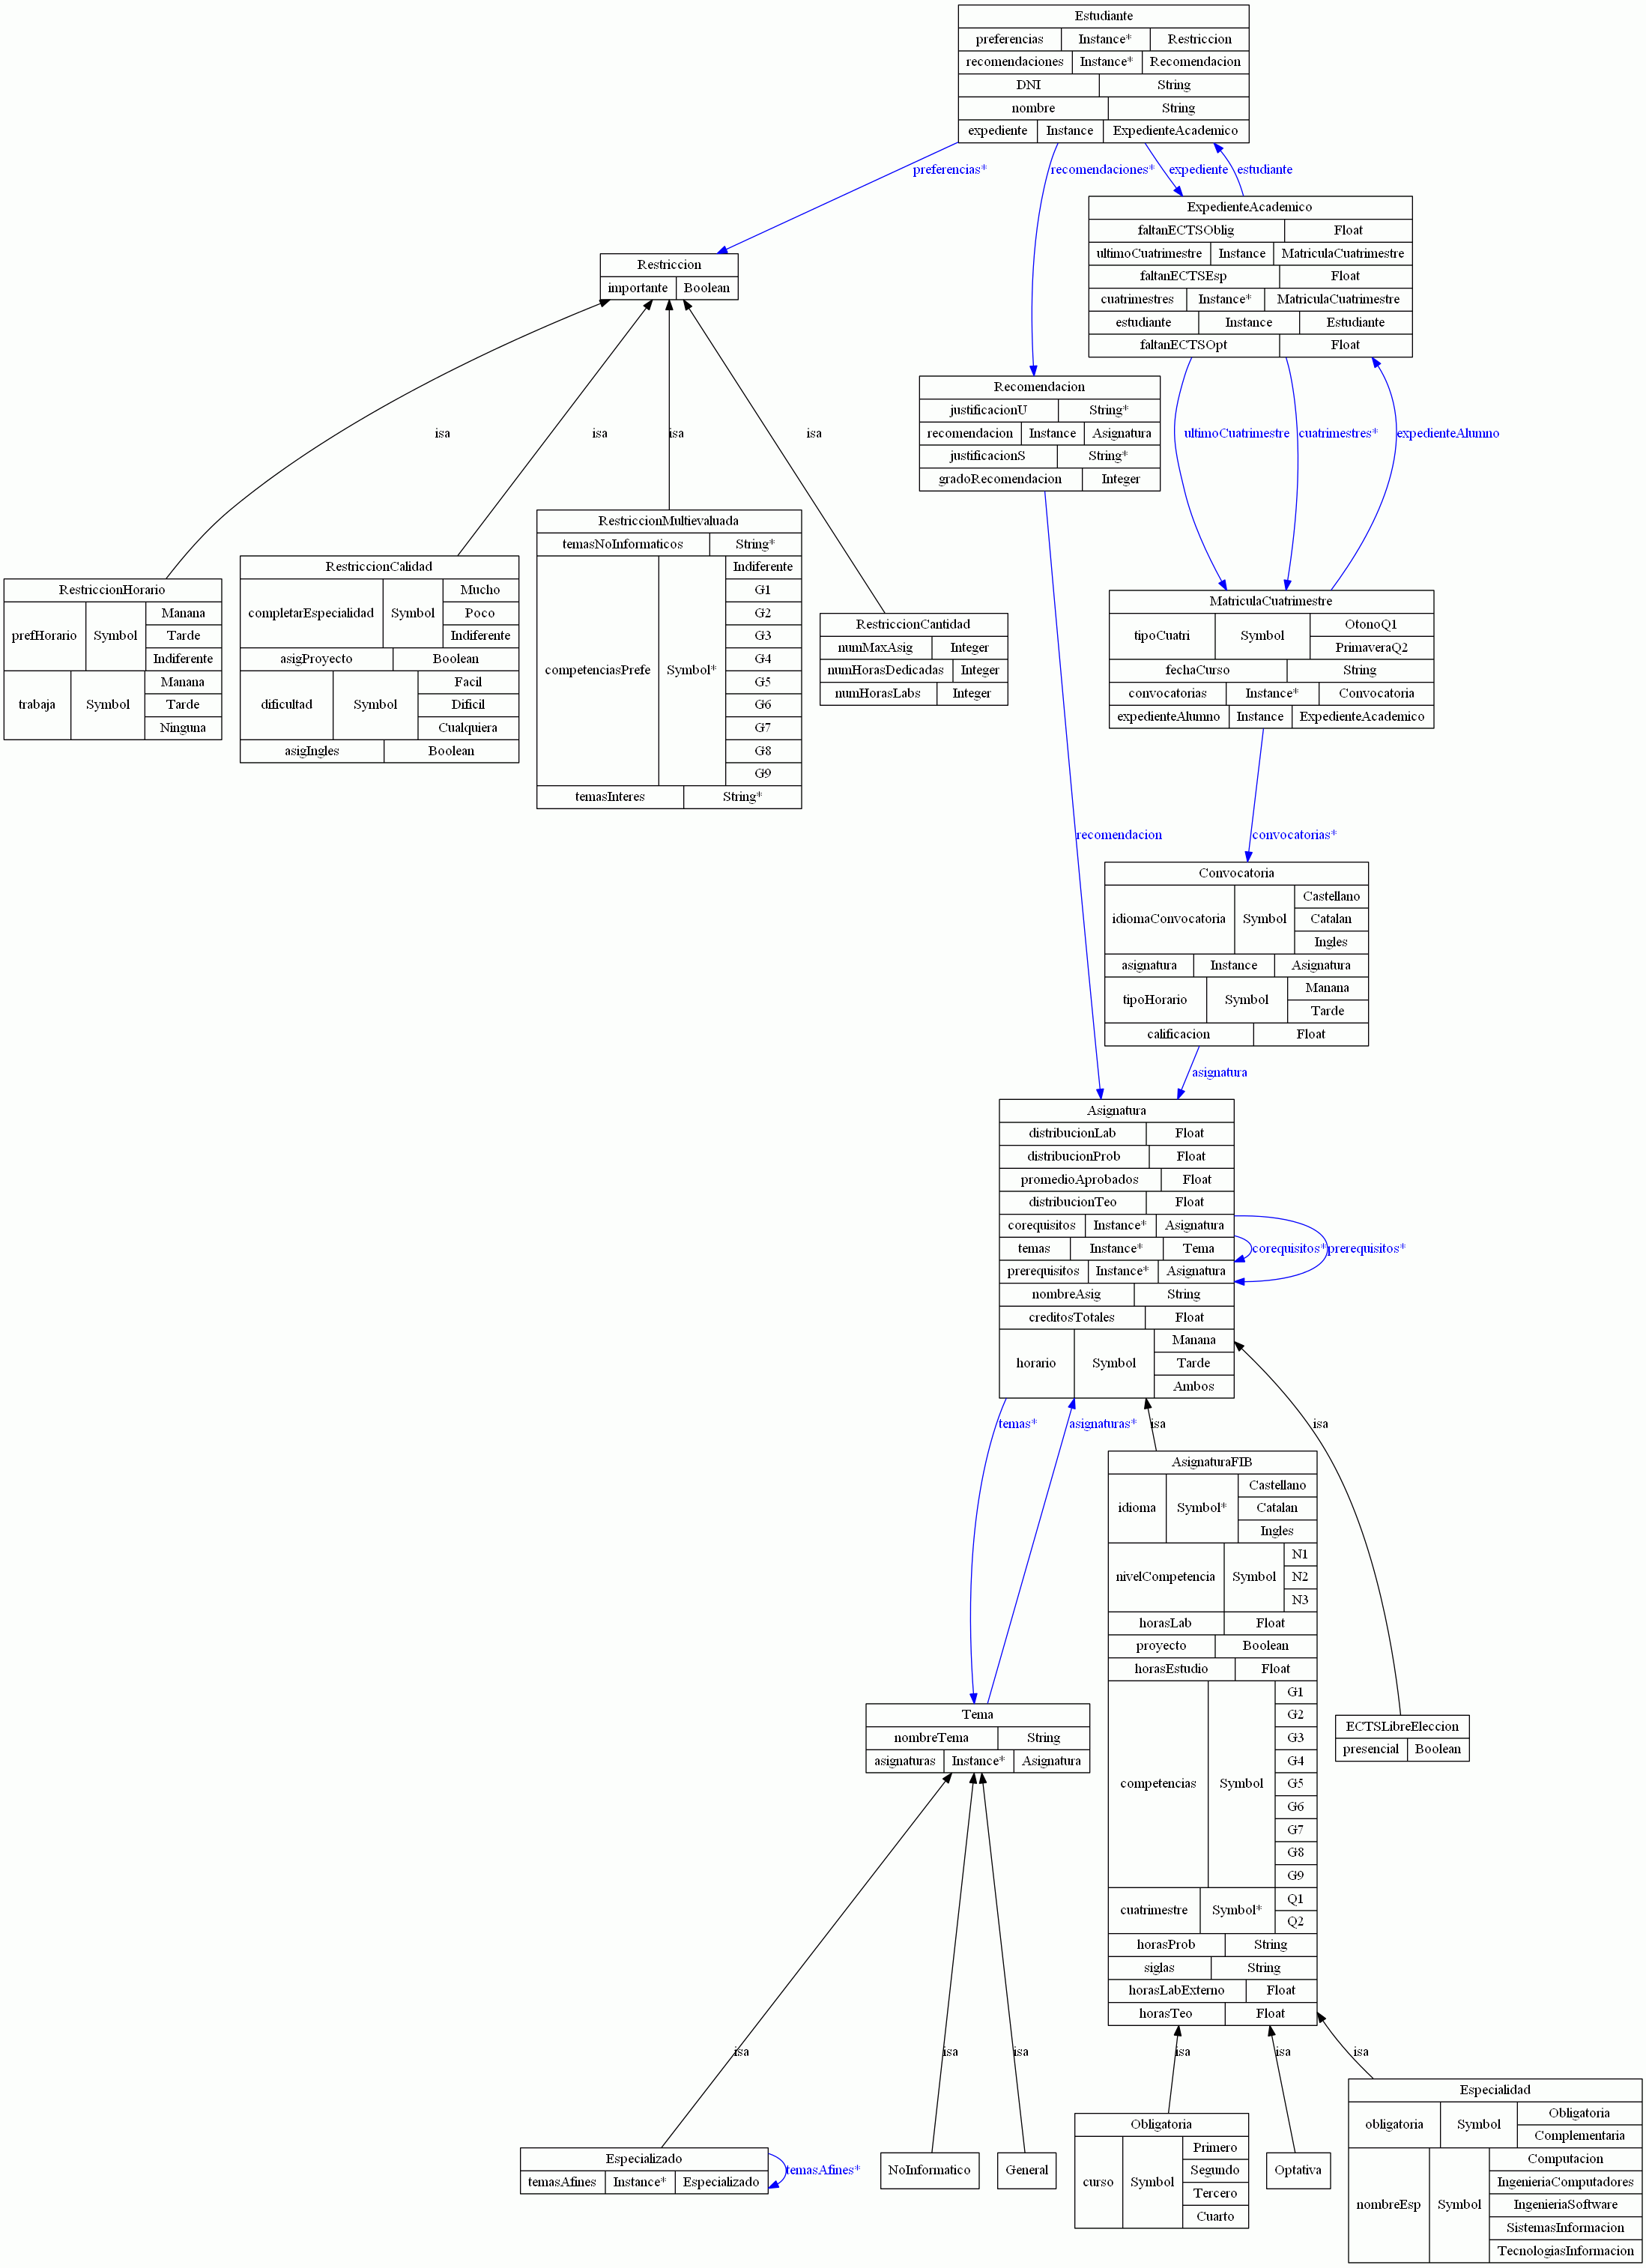 Estudiante
preferencias Instance* Restriccion
recomendaciones Instance* Recomendacion
DNI String
nombre String
expediente Instance ExpedienteAcademico
preferencias*
recomendaciones*
expediente
estudiante
ExpedienteAcademico
faltanECTSOblig Float
ultimoCuatrimestre Instance MatriculaCuatrimestre
faltanECTSEsp Float
cuatrimestres Instance* MatriculaCuatrimestre
estudiante Instance Estudiante
faltanECTSOpt Float
Restriccion
importante Boolean
Recomendacion
justificacionU String*
recomendacion Instance Asignatura
justificacionS String*
gradoRecomendacion Integer
isa
isa
isa
isa
ultimoCuatrimestre
cuatrimestres*
expedienteAlumno
RestriccionHorario
prefHorario Symbol Manana
Tarde
Indiferente
trabaja Symbol Manana
Tarde
Ninguna
RestriccionCalidad
completarEspecialidad Symbol Mucho
Poco
Indiferente
asigProyecto Boolean
dificultad Symbol Facil
Dificil
Cualquiera
asigIngles Boolean
RestriccionMultievaluada
temasNoInformaticos String*
competenciasPrefe Symbol* Indiferente
G1
G2
G3
G4
G5
G6
G7
G8
G9
temasInteres String*
RestriccionCantidad
numMaxAsig Integer
numHorasDedicadas Integer
numHorasLabs Integer
MatriculaCuatrimestre
tipoCuatri Symbol OtonoQ1
PrimaveraQ2
fechaCurso String
convocatorias Instance* Convocatoria
expedienteAlumno Instance ExpedienteAcademico
recomendacion
convocatorias*
Convocatoria
idiomaConvocatoria Symbol Castellano
Catalan
Ingles
asignatura Instance Asignatura
tipoHorario Symbol Manana
Tarde
calificacion Float
asignatura
Asignatura
distribucionLab Float
distribucionProb Float
promedioAprobados Float
distribucionTeo Float
corequisitos Instance* Asignatura
temas Instance* Tema
prerequisitos Instance* Asignatura
nombreAsig String
creditosTotales Float
horario Symbol Manana
Tarde
Ambos
corequisitos*
prerequisitos*
temas*
asignaturas*
isa
isa
AsignaturaFIB
idioma Symbol* Castellano
Catalan
Ingles
nivelCompetencia Symbol N1
N2
N3
horasLab Float
proyecto Boolean
horasEstudio Float
competencias Symbol G1
G2
G3
G4
G5
G6
G7
G8
G9
cuatrimestre Symbol* Q1
Q2
horasProb String
siglas String
horasLabExterno Float
horasTeo Float
Tema
nombreTema String
asignaturas Instance* Asignatura
ECTSLibreEleccion
presencial Boolean
isa
isa
isa
isa
isa
isa
Especializado
temasAfines Instance* Especializado
temasAfines*
NoInformatico
General
Obligatoria
curso Symbol Primero
Segundo
Tercero
Cuarto
Optativa
Especialidad
obligatoria Symbol Obligatoria
Complementaria
nombreEsp Symbol Computacion
IngenieriaComputadores
IngenieriaSoftware
SistemasInformacion
TecnologiasInformacion